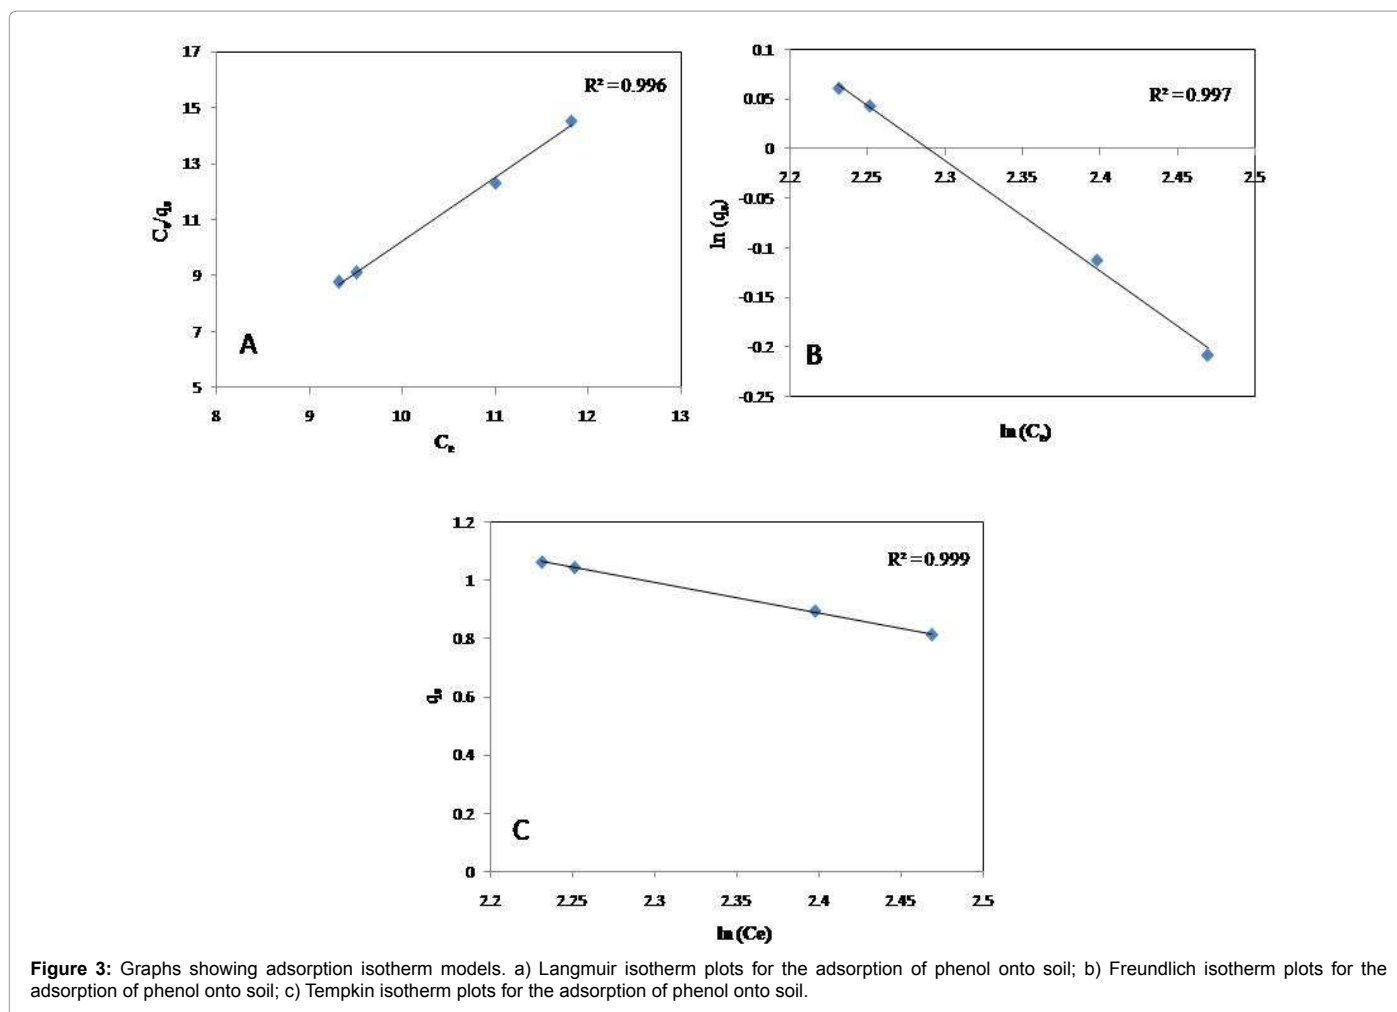 17
15
13
11
9
7
5
C₌/qₑ
R² = 0.996
A
8 9 10 11 12 13
Cₑ
0.1
0.05
0
-0.05
-0.1
-0.15
-0.2
-0.25
ln (qₑ)
R² = 0.997
2.2 2.25 2.3 2.35 2.4 2.45 2.5
B
ln (Cₑ)
1.2
1
0.8
0.6
0.4
0.2
0
qₑ
R² = 0.999
C
2.2 2.25 2.3 2.35 2.4 2.45 2.5
ln (Ce)
Figure 3: Graphs showing adsorption isotherm models. a) Langmuir isotherm plots for the adsorption of phenol onto soil; b) Freundlich isotherm plots for the
adsorption of phenol onto soil; c) Tempkin isotherm plots for the adsorption of phenol onto soil.